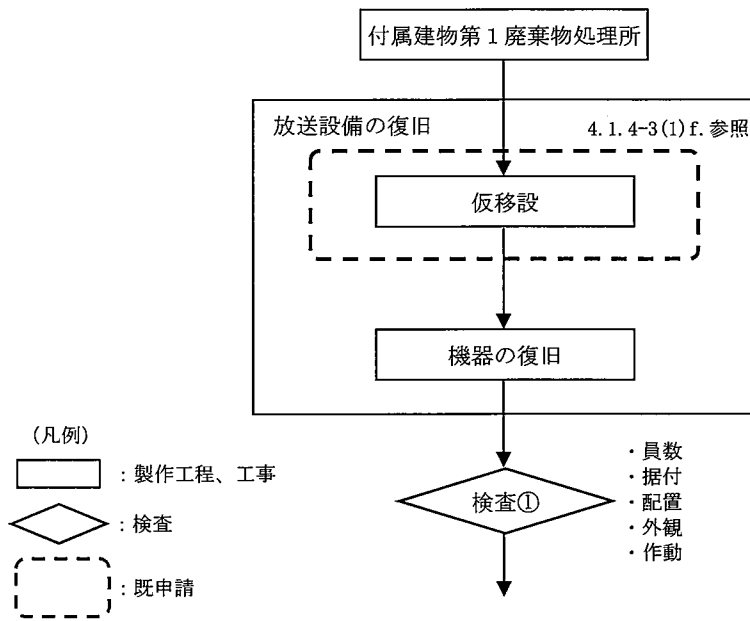 付属建物第1廃棄物処理所
放送設備の復旧
4.1.4-3(1)f.参照
仮移設
機器の復旧
検査①
・員数
・据付
・配置
・外観
・作動
(凡例)
：製作工程、工事
：検査
：既申請